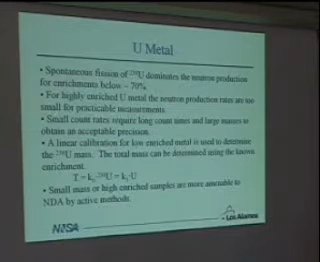 U Metal
• Spontaneous fission of ²³⁸U dominates the neutron production
for enrichments below ~ 70%.
• For highly enriched U metal the neutron production rates are too
small for practicable measurements.
• Small count rates require long count times and large masses to
obtain an acceptable precision.
• A linear calibration for low enriched metal is used to determine
the ²³⁸U mass. The total mass can be determined using the known
enrichment.
• Small mass or high enriched samples are more amenable to
NDA by active methods.
NNSA
Los Alamos